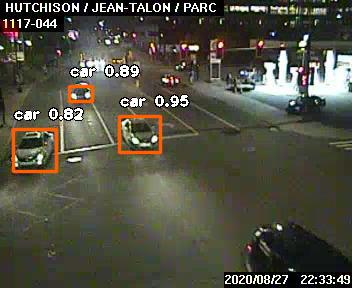 HUTCHISON / JEAN-TALON / PARC
1117-044
car 0.89
car 0.95
car 0.82
2020/08/27 22:33:49